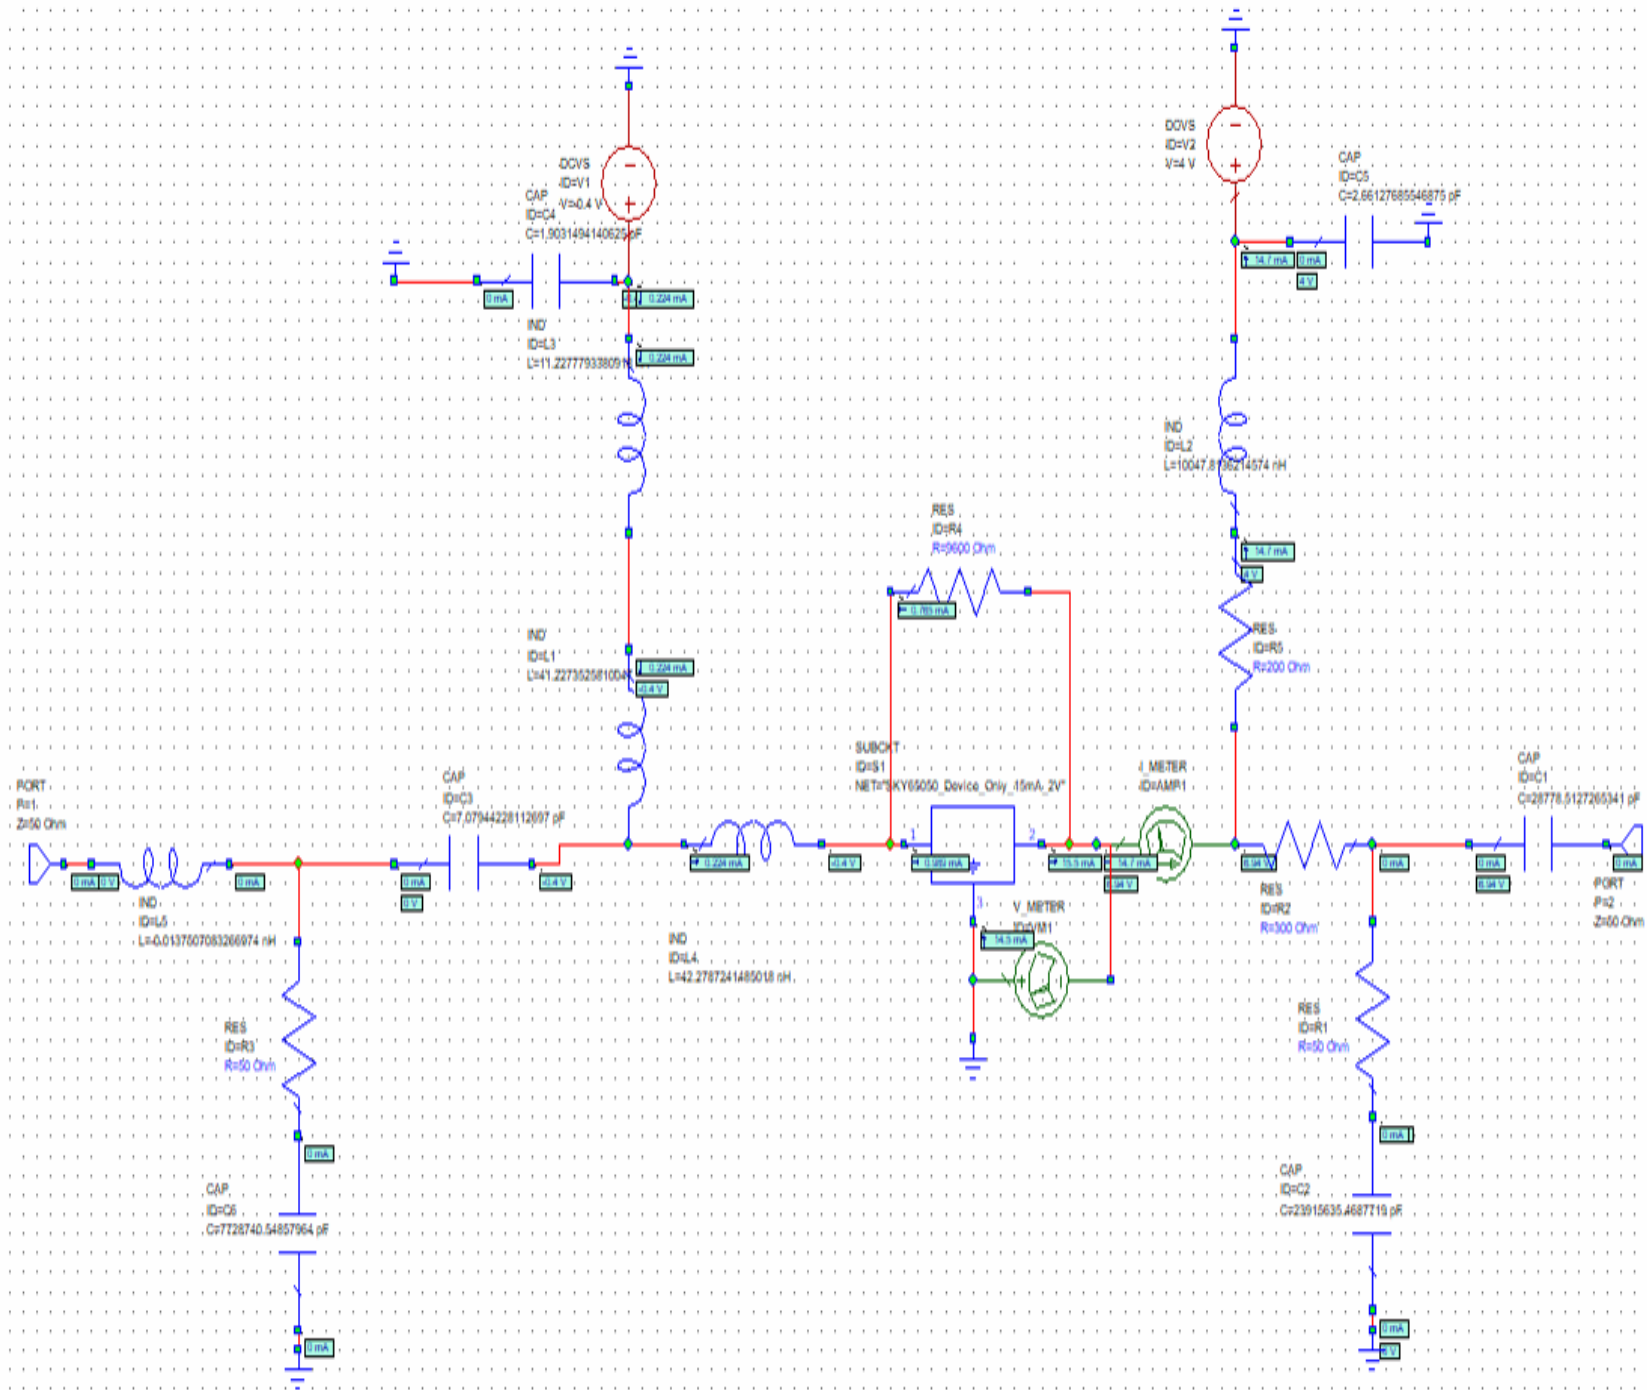 DCVS
ID=V1
V=-0.4 V
CAP
ID=C4
C=1.9031494140625 pF
0 mA
0.224 mA
IND
ID=L3
0.224 mA
DCVS
ID=V2
V=4 V
CAP
ID=C5
C=2.66127685546875 pF
14.7 mA
0 mA
4 V
IND
ID=L2
14.7 mA
4 V
RES
ID=R4
R=9600 Ohm
0.765 mA
RES
ID=R5
R=200 Ohm
IND
ID=L1
0.224 mA
-0.4 V
SUBCKT
ID=S1
NET="SKY65050_Device_Only_15mA_2V"
1
2
3
I_METER
ID=AMP1
CAP
ID=C1
C=28778.5127265341 pF
PORT
P=1
Z=50 Ohm
CAP
ID=C3
C=7.07944228112697 pF
0 mA
0 V
0 mA
0 mA
0 V
-0.4 V
0.224 mA
-0.4 V
0.989 mA
15.5 mA
14.7 mA
6.94 V
6.94 V
0 mA
0 mA
6.94 V
0 mA
PORT
P=2
Z=50 Ohm
IND
ID=L5
L=-0.0137507083266974 nH
IND
ID=L4
L=42.2787241485018 nH
V_METER
ID=VM1
14.5 mA
RES
ID=R2
R=300 Ohm
RES
ID=R3
R=50 Ohm
RES
ID=R1
R=50 Ohm
0 mA
0 mA
CAP
ID=C6
C=7728740.54857964 pF
CAP
ID=C2
C=23915635.4687719 pF
0 mA
0 mA